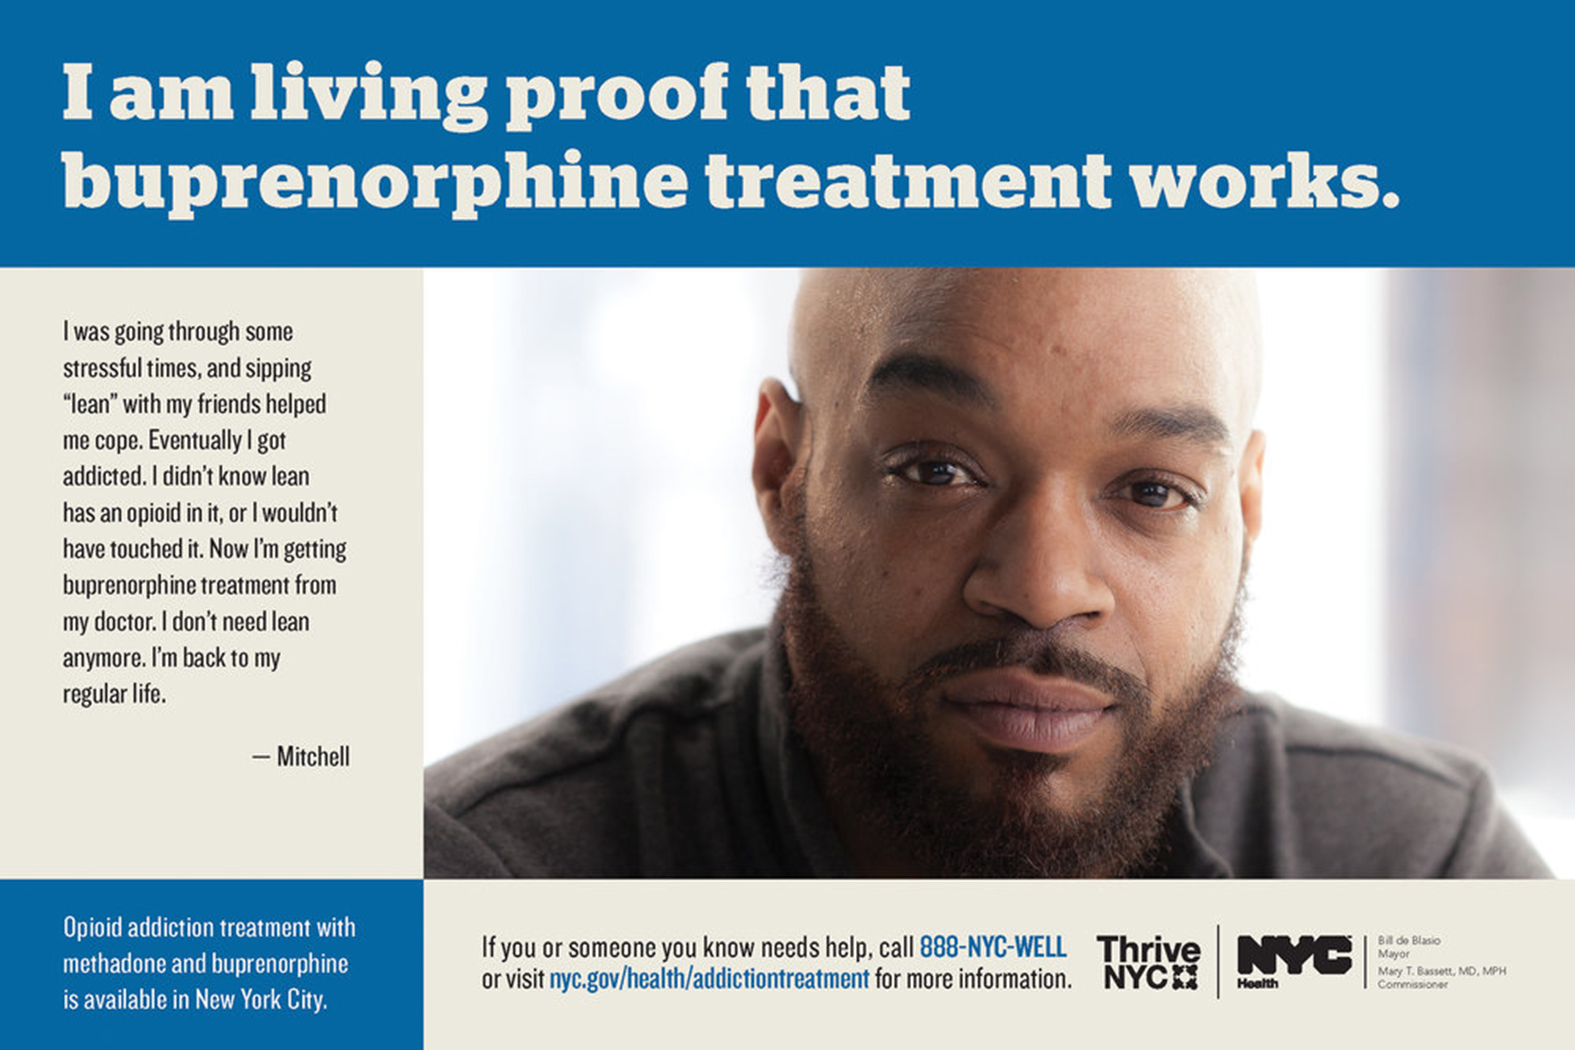 I am living proof that
buprenorphine treatment works.
I was going through some
stressful times, and sipping
“lean” with my friends helped
me cope. Eventually I got
addicted. I didn’t know lean
has an opioid in it, or I wouldn’t
have touched it. Now I’m getting
buprenorphine treatment from
my doctor. I don’t need lean
anymore. I’m back to my
regular life.
— Mitchell
Opioid addiction treatment with
methadone and buprenorphine
is available in New York City.
If you or someone you know needs help, call 888-NYC-WELL
or visit nyc.gov/health/addictiontreatment for more information.
Thrive
NYC
NYC
Health
Bill de Blasio
Mayor
Mary T. Bassett, MD, MPH
Commissioner